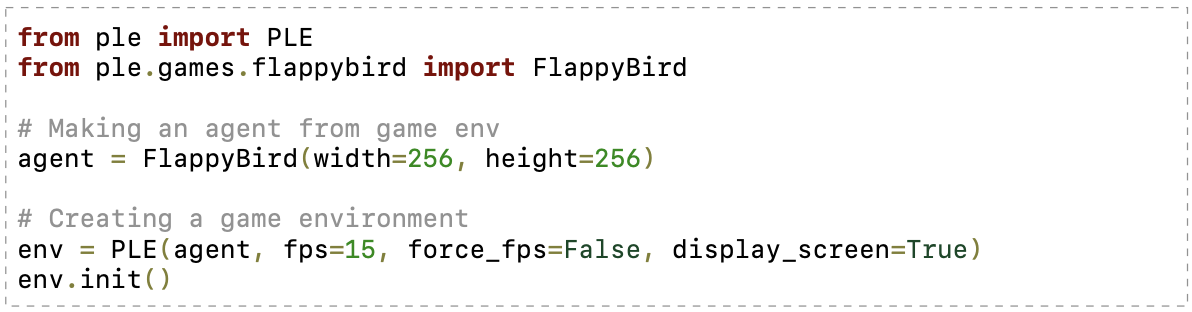 from ple import PLE
from ple.games.flappybird import FlappyBird
# Making an agent from game env
agent = FlappyBird(width=256, height=256)
# Creating a game environment
env = PLE(agent, fps=15, force_fps=False, display_screen=True)
env.init()